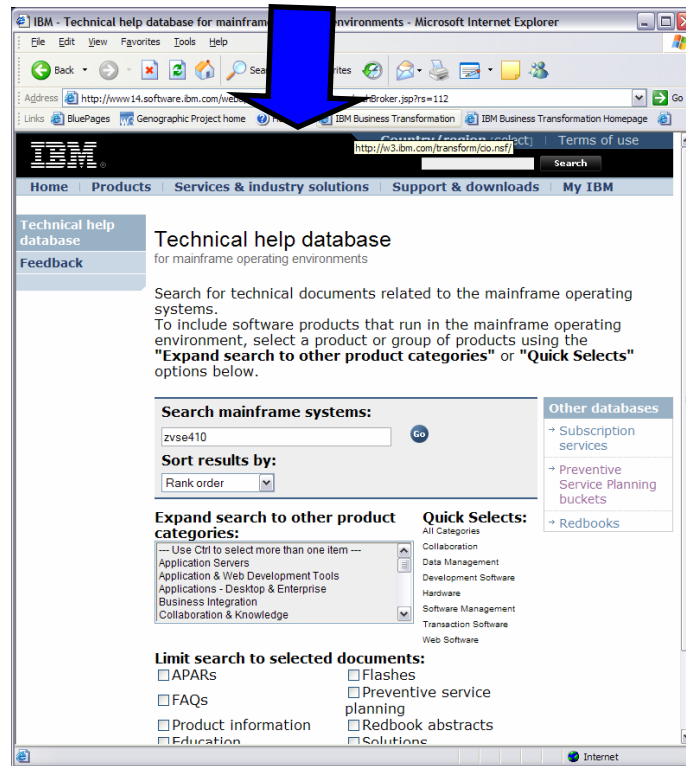 IBM - Technical help database for mainframe environments - Microsoft Internet Explorer
File Edit View Favorites Tools Help
Back Sea rites
Address http://www14.software.ibm.com/web Broker.jsp?rs=112 Go
Links BluePages Genographic Project home IBM Business Transformation IBM Business Transformation Homepage
Terms of use
http://w3.ibm.com/transform/cio.nsf/
IBM
Search
Home Products Services & industry solutions Support & downloads My IBM
Technical help
database
Feedback
Technical help database
for mainframe operating environments
Search for technical documents related to the mainframe operating
systems.
To include software products that run in the mainframe operating
environment, select a product or group of products using the
"Expand search to other product categories" or "Quick Selects"
options below.
Search mainframe systems:
zvse410 Go
Sort results by:
Rank order
Other databases
Subscription
services
Preventive
Service Planning
buckets
Redbooks
Expand search to other product
categories:
--- Use Ctrl to select more than one item ---
Application Servers
Application & Web Development Tools
Applications - Desktop & Enterprise
Business Integration
Collaboration & Knowledge
Quick Selects:
All Categories
Collaboration
Data Management
Development Software
Hardware
Software Management
Transaction Software
Web Software
Limit search to selected documents:
APARs Flashes
FAQs Preventive service
planning
Product information Redbook abstracts
Education Solutions
Internet